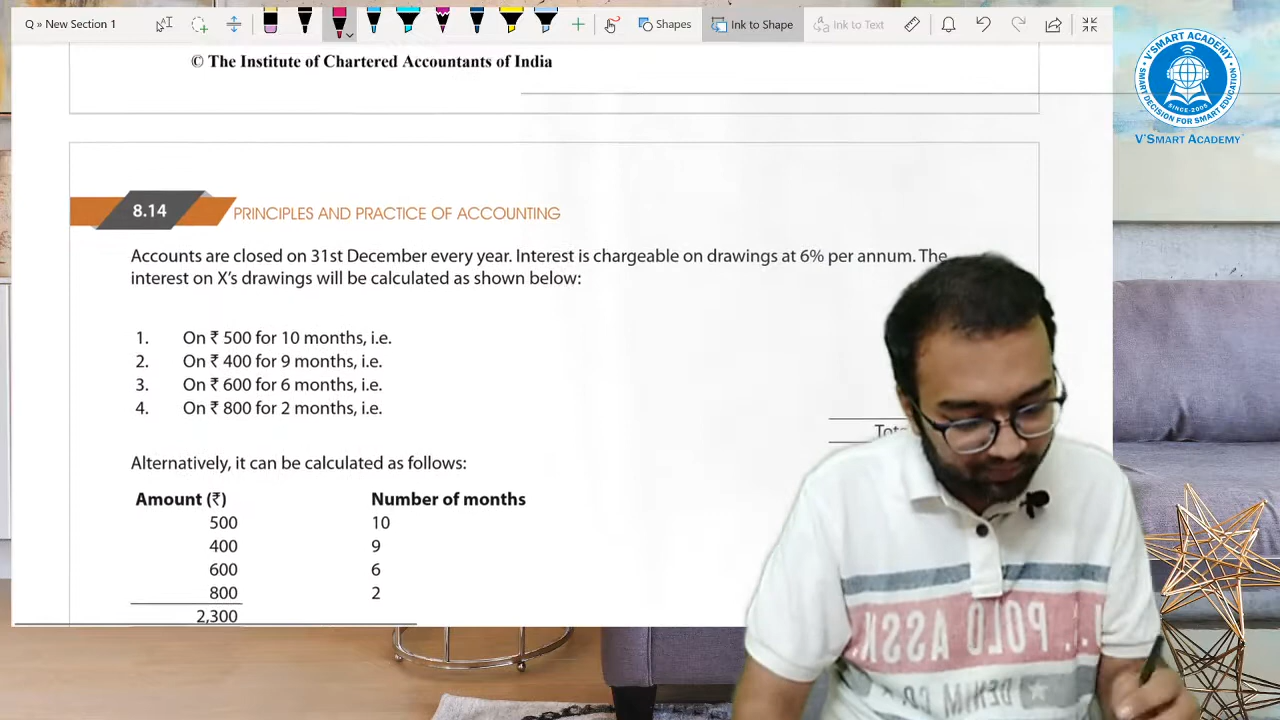 Q » New Section 1
Shapes
Ink to Shape
Ink to Text
© The Institute of Chartered Accountants of India
V'SMART ACADEMY
SMART DECISION FOR SMART EDUCATION
SINCE-2005
V'SMART ACADEMY
8.14
PRINCIPLES AND PRACTICE OF ACCOUNTING
Accounts are closed on 31st December every year. Interest is chargeable on drawings at 6% per annum. The
interest on X's drawings will be calculated as shown below:
1. On ₹ 500 for 10 months, i.e.
2. On ₹ 400 for 9 months, i.e.
3. On ₹ 600 for 6 months, i.e.
4. On ₹ 800 for 2 months, i.e.
Alternatively, it can be calculated as follows:
Amount (₹) Number of months
500 10
400 9
600 6
800 2
2,300